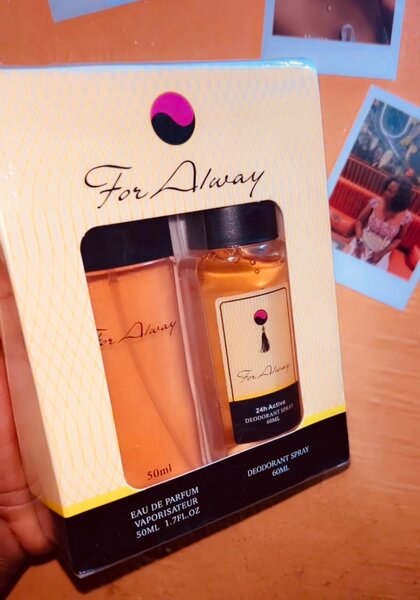 For Alway
For Alway
50ml
For Alway
24h Active
DEODORANT SPRAY
60ML
EAU DE PARFUM
VAPORISATEUR
50ML 1.7FL.OZ
DEODORANT SPRAY
60ML